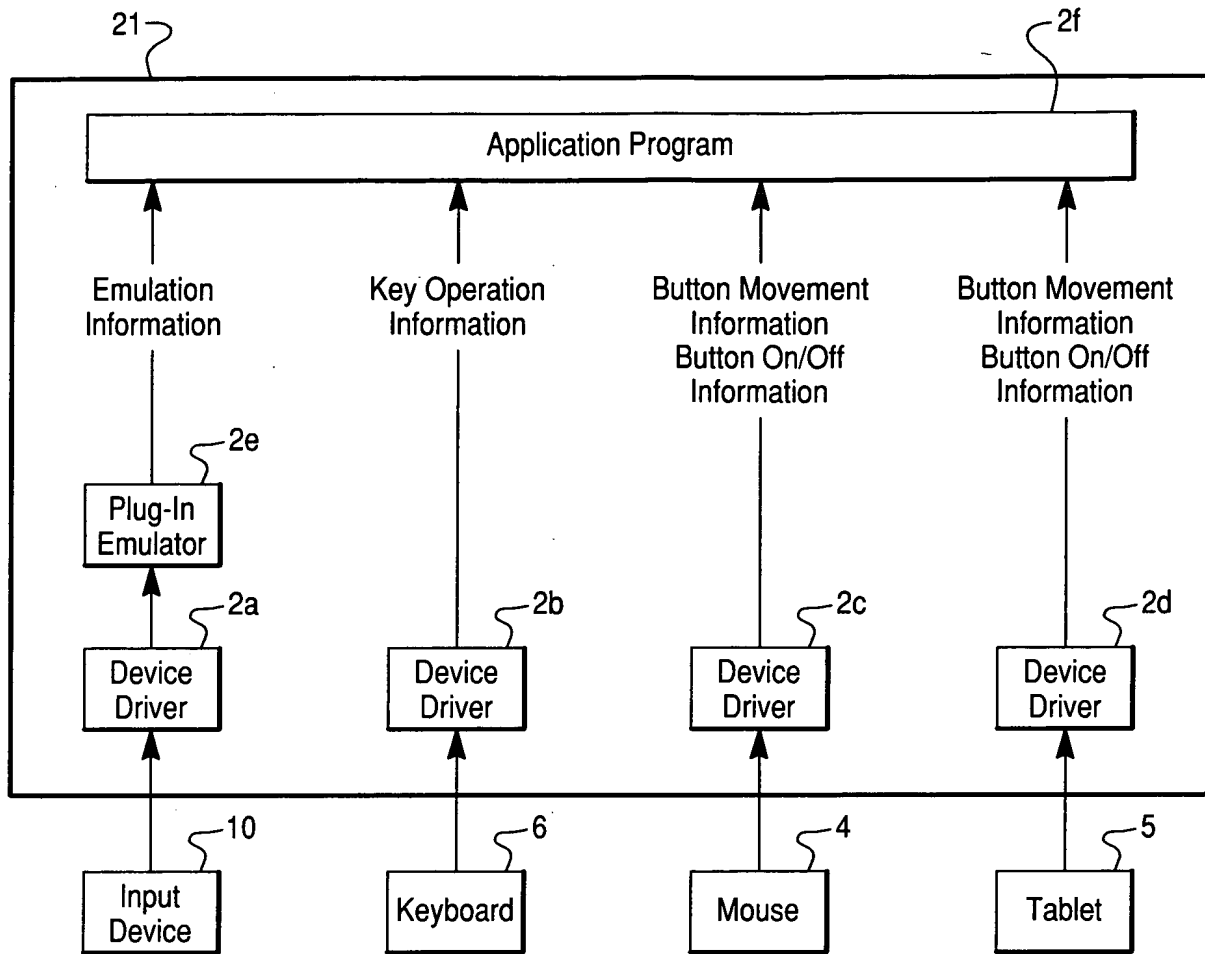 21
2f
Application Program
Emulation
Information
Key Operation
Information
Button Movement
Information
Button On/Off
Information
Button Movement
Information
Button On/Off
Information
2e
Plug-In
Emulator
2a
2b
2c
2d
Device
Driver
Device
Driver
Device
Driver
Device
Driver
10
6
4
5
Input
Device
Keyboard
Mouse
Tablet